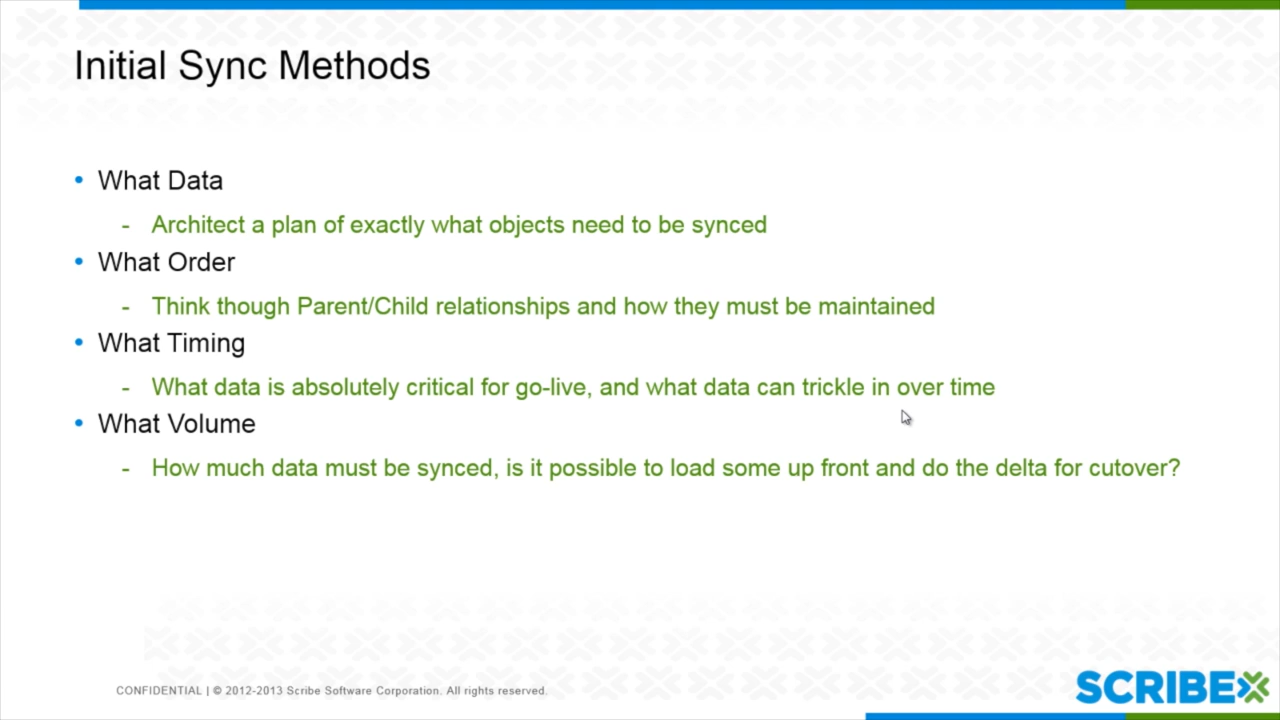 Initial Sync Methods
• What Data
- Architect a plan of exactly what objects need to be synced
• What Order
- Think though Parent/Child relationships and how they must be maintained
• What Timing
- What data is absolutely critical for go-live, and what data can trickle in over time
• What Volume
- How much data must be synced, is it possible to load some up front and do the delta for cutover?
CONFIDENTIAL | © 2012-2013 Scribe Software Corporation. All rights reserved.
SCRIBE